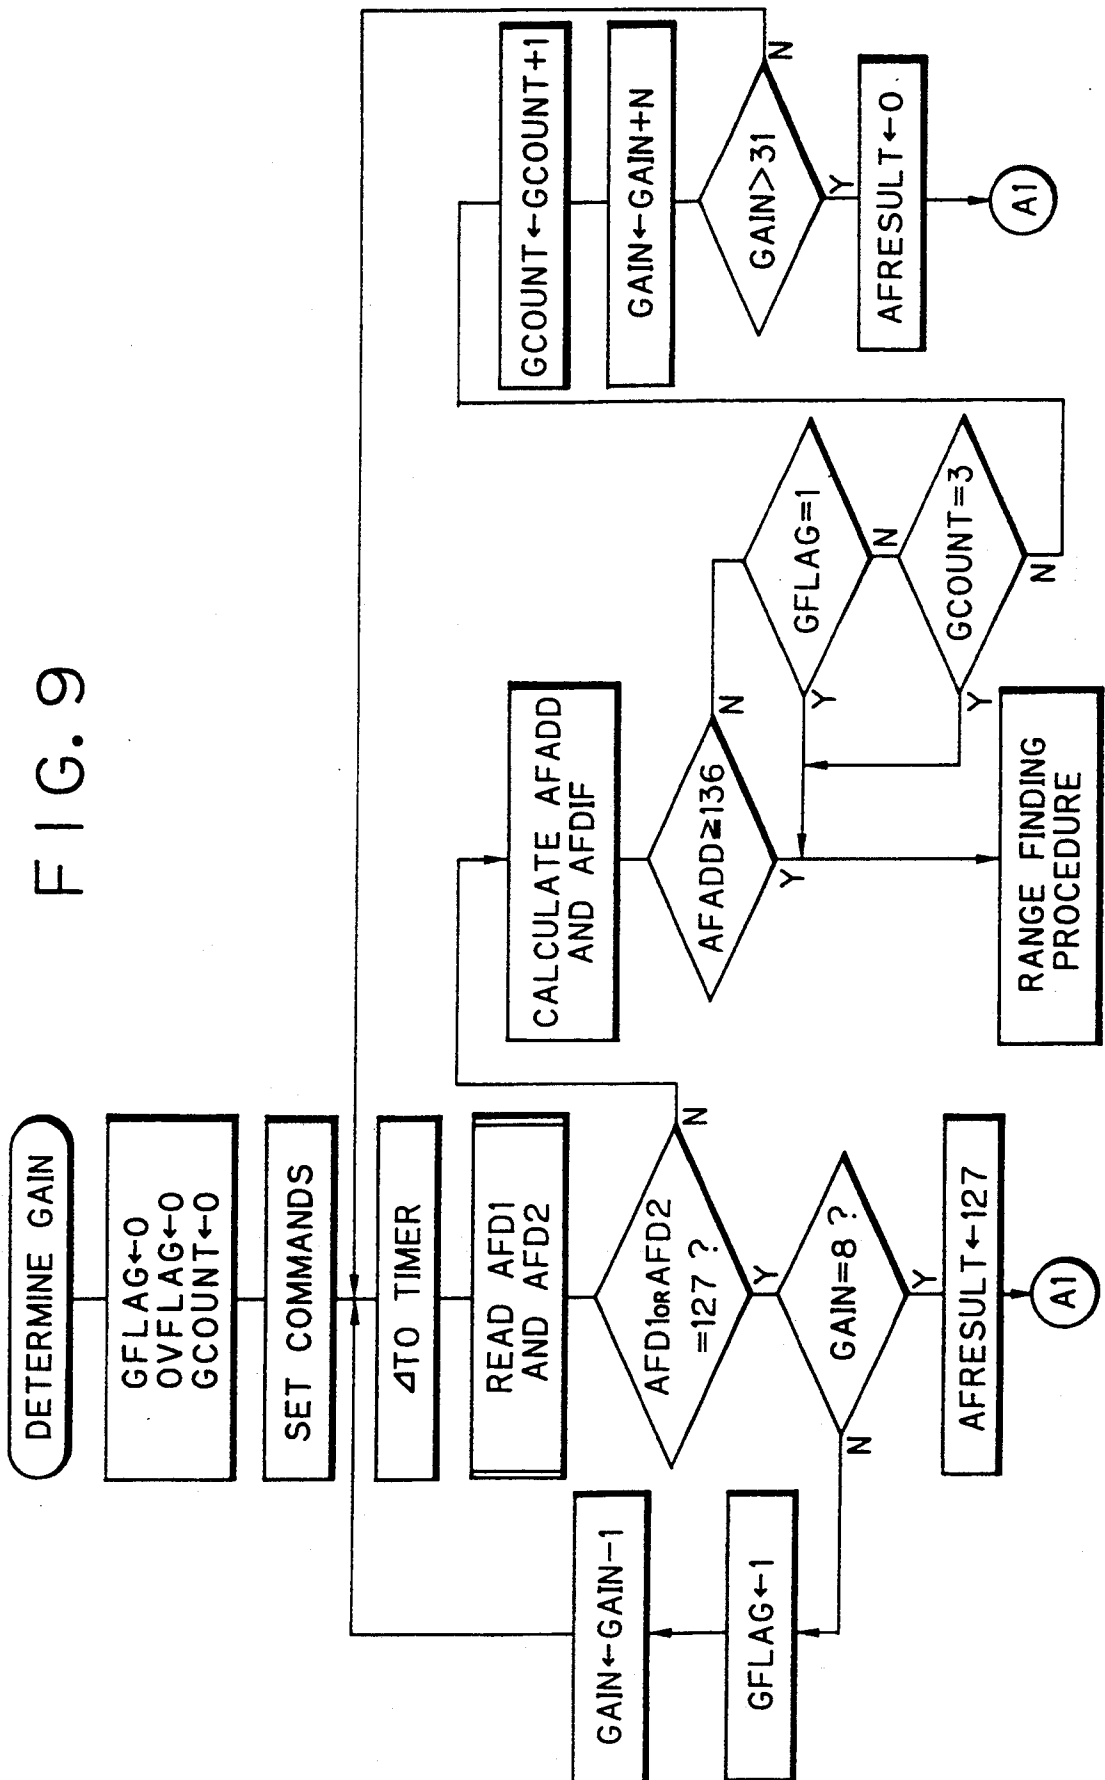 FIG. 9
DETERMINE GAIN
GFLAG←0
OVFLAG←0
GCOUNT←0
SET COMMANDS
ΔTO TIMER
READ AFD1
AND AFD2
AFD1 OR AFD2
=127 ?
N
Y
GAIN=8 ?
N
Y
GFLAG←1
GAIN←GAIN-1
AFRESULT←127
A1
CALCULATE AFADD
AND AFDIF
AFADD≧136
N
Y
GFLAG=1
Y
N
GCOUNT=3
Y
N
RANGE FINDING
PROCEDURE
GCOUNT←GCOUNT+1
GAIN←GAIN+N
GAIN>31
N
Y
AFRESULT←0
A1